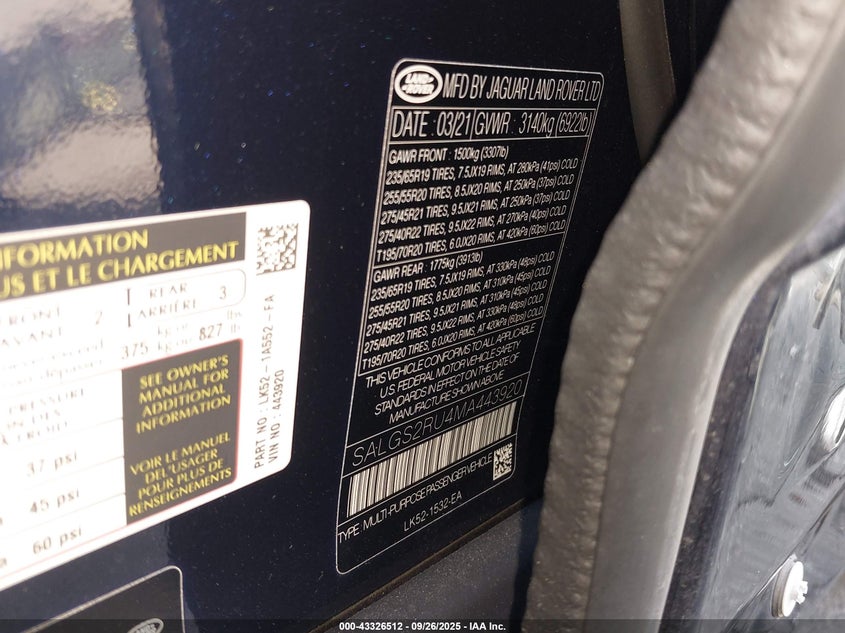 NFORMATION
US ET LE CHARGEMENT
FRONT 2 REAR 3
AVANT ARRIÈRE
375 kg or 827 lbs
SEE OWNER'S
MANUAL FOR
ADDITIONAL
INFORMATION
37 psi
VOIR LE MANUEL
DE L'USAGER
POUR PLUS DE
RENSEIGNEMENTS
45 psi
60 psi
PART NO : LK52-1A552-FA
VIN NO : 443920
LAND-
-ROVER
MFD BY JAGUAR LAND ROVER LTD
DATE : 03/21 GVWR : 3140kg (6922lb)
GAWR FRONT : 1500kg (3307lb)
235/65R19 TIRES, 7.5JX19 RIMS, AT 280kPa (41psi) COLD
255/55R20 TIRES, 8.5JX20 RIMS, AT 250kPa (37psi) COLD
275/45R21 TIRES, 9.5JX21 RIMS, AT 250kPa (37psi) COLD
275/40R22 TIRES, 9.5JX22 RIMS, AT 270kPa (40psi) COLD
T195/70R20 TIRES, 6.0JX20 RIMS, AT 420kPa (60psi) COLD
GAWR REAR : 1775kg (3913lb)
235/65R19 TIRES, 7.5JX19 RIMS, AT 330kPa (48psi) COLD
255/55R20 TIRES, 8.5JX20 RIMS, AT 310kPa (45psi) COLD
275/45R21 TIRES, 9.5JX21 RIMS, AT 310kPa (45psi) COLD
275/40R22 TIRES, 9.5JX22 RIMS, AT 330kPa (48psi) COLD
T195/70R20 TIRES, 6.0JX20 RIMS, AT 420kPa (60psi) COLD
THIS VEHICLE CONFORMS TO ALL APPLICABLE
U.S. FEDERAL MOTOR VEHICLE SAFETY
STANDARDS IN EFFECT ON THE DATE OF
MANUFACTURE SHOWN ABOVE
SALGS2RU4MA443920
TYPE : MULTI-PURPOSE PASSENGER VEHICLE
LK52-1532-EA
000-43326512 • 09/26/2025 • IAA Inc.